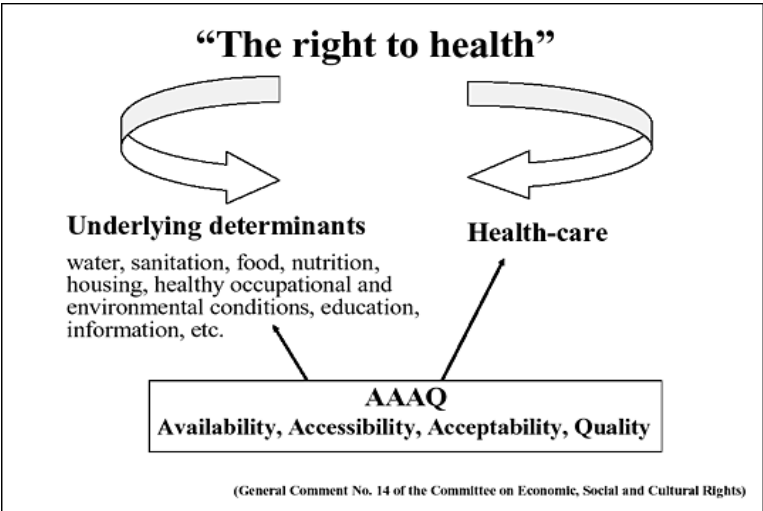 “The right to health”
Underlying determinants
water, sanitation, food, nutrition,
housing, healthy occupational and
environmental conditions, education,
information, etc.
Health-care
AAAQ
Availability, Accessibility, Acceptability, Quality
(General Comment No. 14 of the Committee on Economic, Social and Cultural Rights)